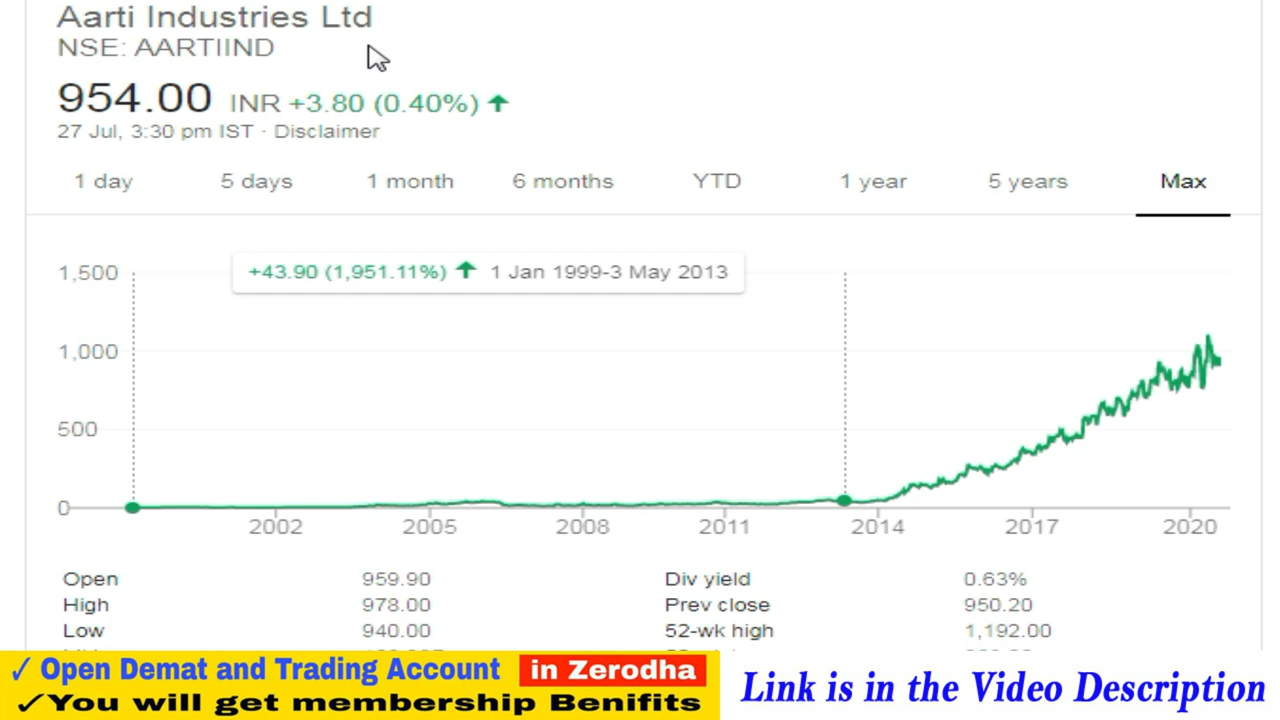 Aarti Industries Ltd
NSE: AARTIIND
954.00 INR +3.80 (0.40%) ↑
27 Jul, 3:30 pm IST · Disclaimer
1 day 5 days 1 month 6 months YTD 1 year 5 years Max
+43.90 (1,951.11%) ↑ 1 Jan 1999-3 May 2013
1,500
1,000
500
0
2002 2005 2008 2011 2014 2017 2020
Open 959.90 Div yield 0.63%
High 978.00 Prev close 950.20
Low 940.00 52-wk high 1,192.00
✓ Open Demat and Trading Account in Zerodha
✓You will get membership Benifits
Link is in the Video Description